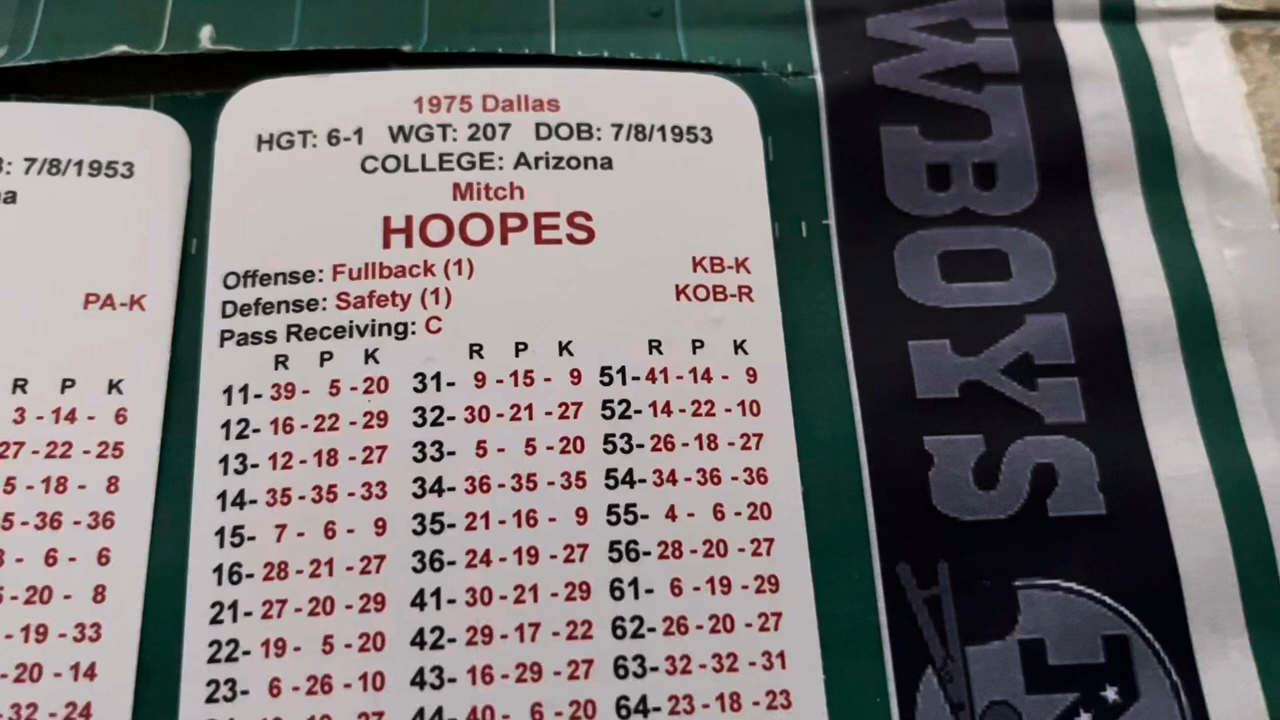 : 7/8/1953
a
PA-K
R P K
3 - 14 - 6
27 - 22 - 25
5 - 18 - 8
5 - 36 - 36
- 6 - 6
- 20 - 8
- 19 - 33
- 20 - 14
- 32 - 24
1975 Dallas
HGT: 6-1 WGT: 207 DOB: 7/8/1953
COLLEGE: Arizona
Mitch
HOOPES
Offense: Fullback (1) KB-K
Defense: Safety (1) KOB-R
Pass Receiving: C
R P K R P K R P K
11- 39 - 5 - 20 31- 9 - 15 - 9 51- 41 - 14 - 9
12- 16 - 22 - 29 32- 30 - 21 - 27 52- 14 - 22 - 10
13- 12 - 18 - 27 33- 5 - 5 - 20 53- 26 - 18 - 27
14- 35 - 35 - 33 34- 36 - 35 - 35 54- 34 - 36 - 36
15- 7 - 6 - 9 35- 21 - 16 - 9 55- 4 - 6 - 20
16- 28 - 21 - 27 36- 24 - 19 - 27 56- 28 - 20 - 27
21- 27 - 20 - 29 41- 30 - 21 - 29 61- 6 - 19 - 29
22- 19 - 5 - 20 42- 29 - 17 - 22 62- 26 - 20 - 27
23- 6 - 26 - 10 43- 16 - 29 - 27 63- 32 - 32 - 31
44- 40 - 6 - 20 64- 23 - 18 - 23
WBOYS